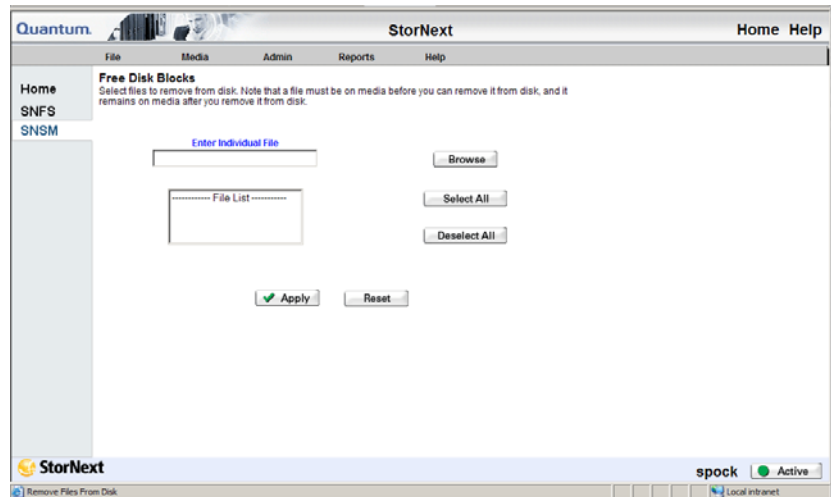 Quantum. StorNext Home Help
File Media Admin Reports Help
Home
SNFS
SNSM
Free Disk Blocks
Select files to remove from disk. Note that a file must be on media before you can remove it from disk, and it
remains on media after you remove it from disk.
Enter Individual File
Browse
----------- File List -----------
Select All
Deselect All
Apply Reset
StorNext
spock Active
Remove Files From Disk Local intranet